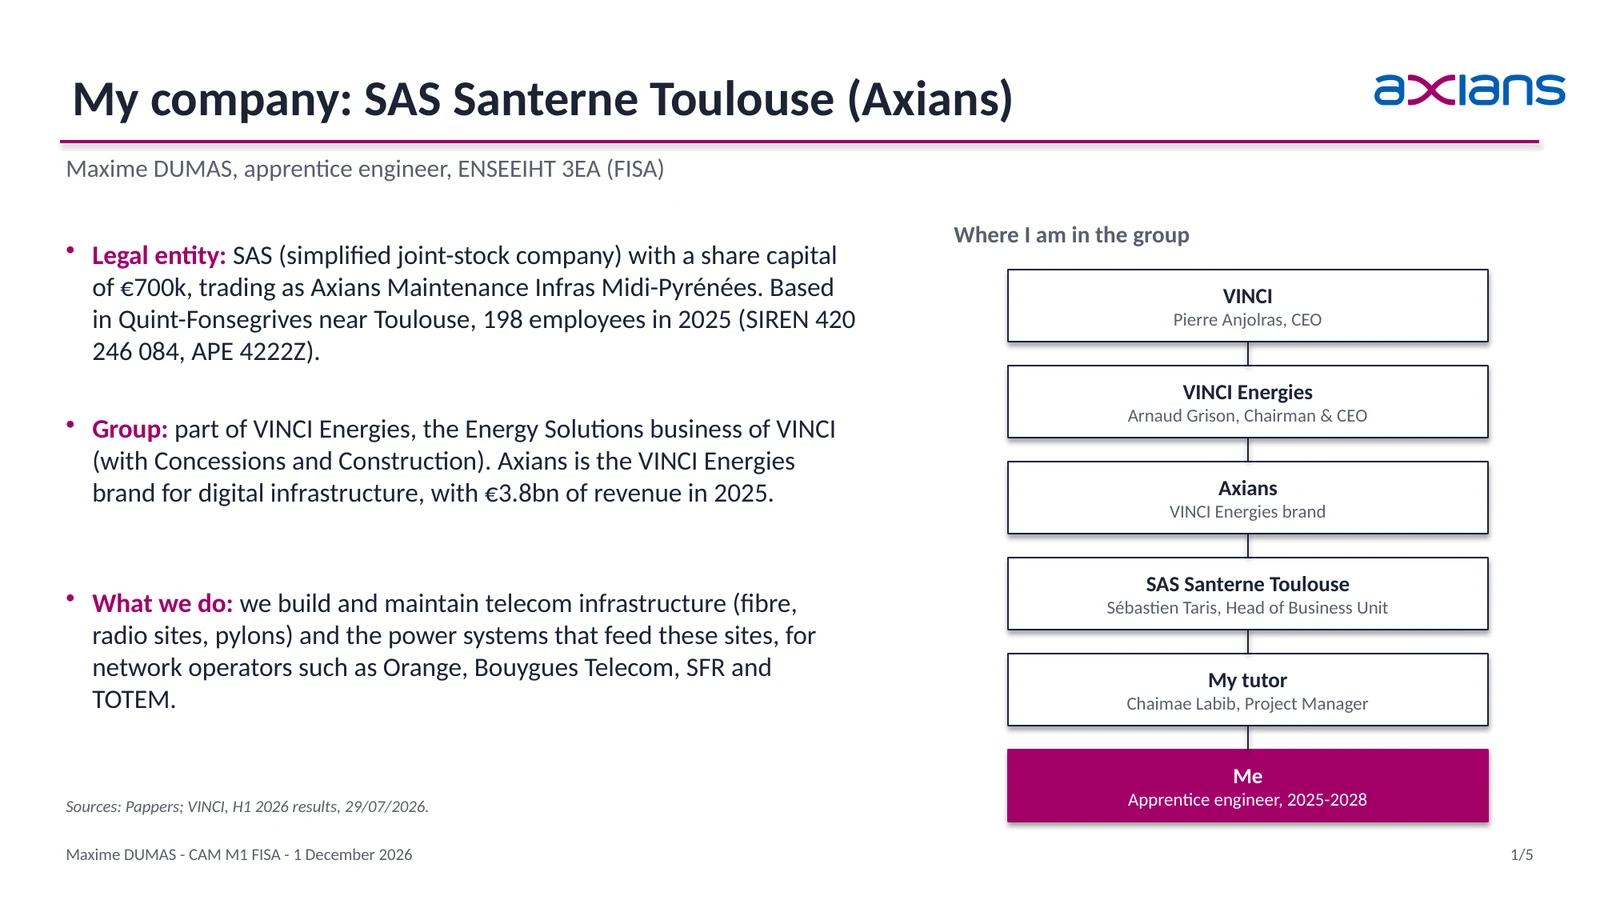 My company: SAS Santerne Toulouse (Axians)
axians
Maxime DUMAS, apprentice engineer, ENSEEIHT 3EA (FISA)
• Legal entity: SAS (simplified joint-stock company) with a share capital
of €700k, trading as Axians Maintenance Infras Midi-Pyrénées. Based
in Quint-Fonsegrives near Toulouse, 198 employees in 2025 (SIREN 420
246 084, APE 4222Z).
• Group: part of VINCI Energies, the Energy Solutions business of VINCI
(with Concessions and Construction). Axians is the VINCI Energies
brand for digital infrastructure, with €3.8bn of revenue in 2025.
• What we do: we build and maintain telecom infrastructure (fibre,
radio sites, pylons) and the power systems that feed these sites, for
network operators such as Orange, Bouygues Telecom, SFR and
TOTEM.
Where I am in the group
VINCI
Pierre Anjolras, CEO
VINCI Energies
Arnaud Grison, Chairman & CEO
Axians
VINCI Energies brand
SAS Santerne Toulouse
Sébastien Taris, Head of Business Unit
My tutor
Chaimae Labib, Project Manager
Me
Apprentice engineer, 2025-2028
Sources: Pappers; VINCI, H1 2026 results, 29/07/2026.
Maxime DUMAS - CAM M1 FISA - 1 December 2026
1/5